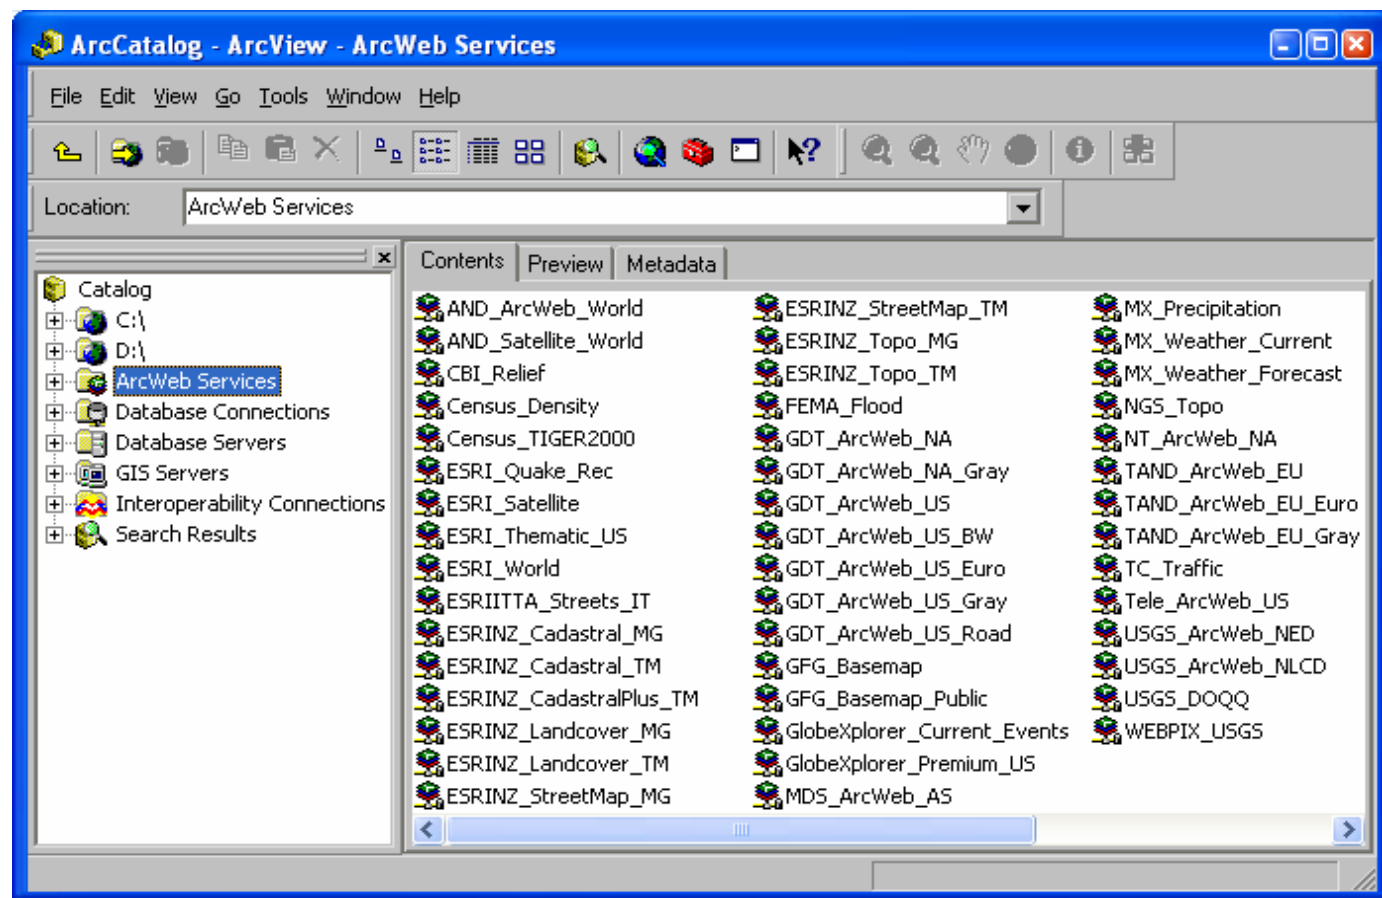 ArcCatalog - ArcView - ArcWeb Services
File Edit View Go Tools Window Help
Location: ArcWeb Services
Contents Preview Metadata
Catalog
C:\
D:\
ArcWeb Services
Database Connections
Database Servers
GIS Servers
Interoperability Connections
Search Results
AND_ArcWeb_World
AND_Satellite_World
CBI_Relief
Census_Density
Census_TIGER2000
ESRI_Quake_Rec
ESRI_Satellite
ESRI_Thematic_US
ESRI_World
ESRIITTA_Streets_IT
ESRINZ_Cadastral_MG
ESRINZ_Cadastral_TM
ESRINZ_CadastralPlus_TM
ESRINZ_Landcover_MG
ESRINZ_Landcover_TM
ESRINZ_StreetMap_MG
ESRINZ_StreetMap_TM
ESRINZ_Topo_MG
ESRINZ_Topo_TM
FEMA_Flood
GDT_ArcWeb_NA
GDT_ArcWeb_NA_Gray
GDT_ArcWeb_US
GDT_ArcWeb_US_BW
GDT_ArcWeb_US_Euro
GDT_ArcWeb_US_Gray
GDT_ArcWeb_US_Road
GFG_Basemap
GFG_Basemap_Public
GlobeXplorer_Current_Events
GlobeXplorer_Premium_US
MDS_ArcWeb_AS
MX_Precipitation
MX_Weather_Current
MX_Weather_Forecast
NGS_Topo
NT_ArcWeb_NA
TAND_ArcWeb_EU
TAND_ArcWeb_EU_Euro
TAND_ArcWeb_EU_Gray
TC_Traffic
Tele_ArcWeb_US
USGS_ArcWeb_NED
USGS_ArcWeb_NLCD
USGS_DOQQ
WEBPIX_USGS